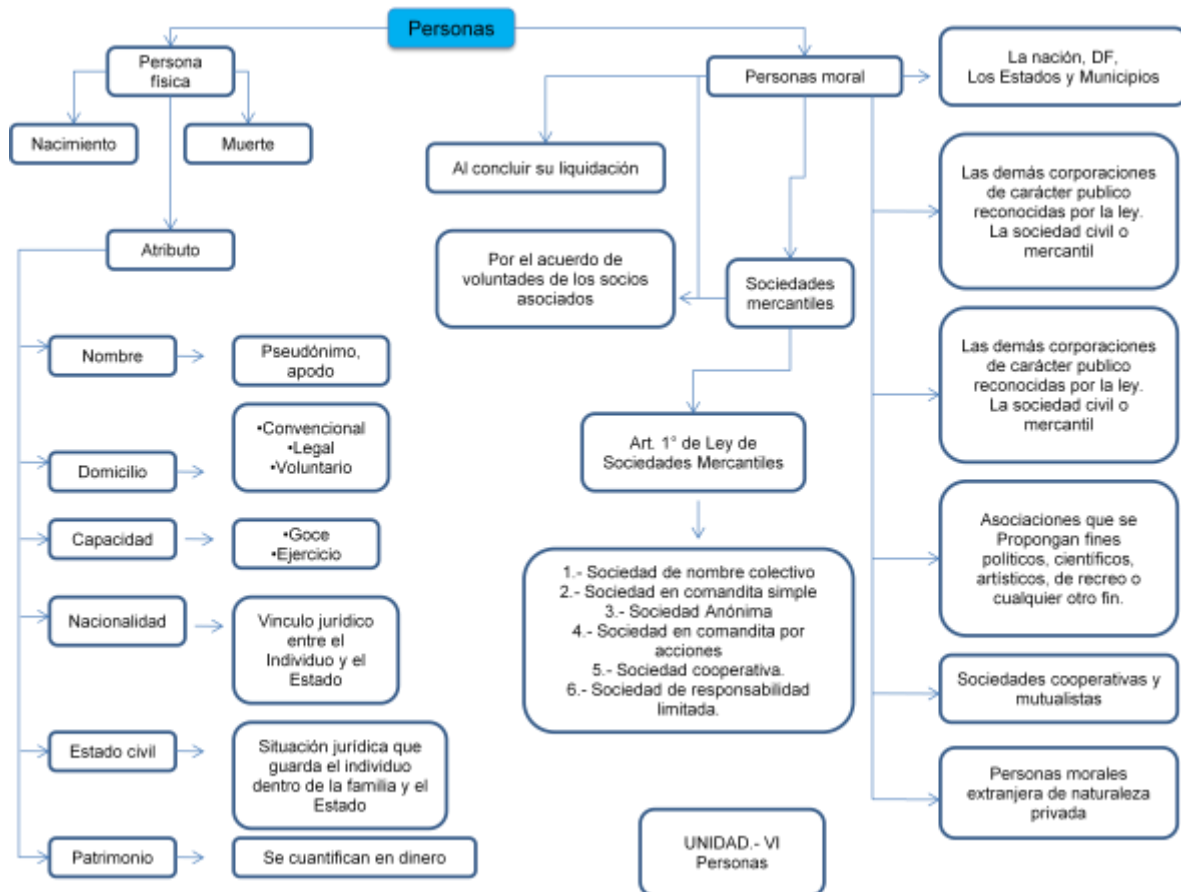 Personas
Persona
física
Nacimiento
Muerte
Atributo
Nombre
Pseudónimo,
apodo
Domicilio
•Convencional
•Legal
•Voluntario
Capacidad
•Goce
•Ejercicio
Nacionalidad
Vinculo jurídico
entre el
Individuo y el
Estado
Estado civil
Situación jurídica que
guarda el individuo
dentro de la familia y el
Estado
Patrimonio
Se cuantifican en dinero
Personas moral
Al concluir su liquidación
Por el acuerdo de
voluntades de los socios
asociados
Sociedades
mercantiles
Art. 1° de Ley de
Sociedades Mercantiles
1.- Sociedad de nombre colectivo
2.- Sociedad en comandita simple
3.- Sociedad Anónima
4.- Sociedad en comandita por
acciones
5.- Sociedad cooperativa.
6.- Sociedad de responsabilidad
limitada.
La nación, DF,
Los Estados y Municipios
Las demás corporaciones
de carácter publico
reconocidas por la ley.
La sociedad civil o
mercantil
Las demás corporaciones
de carácter publico
reconocidas por la ley.
La sociedad civil o
mercantil
Asociaciones que se
Propongan fines
políticos, científicos,
artísticos, de recreo o
cualquier otro fin.
Sociedades cooperativas y
mutualistas
Personas morales
extranjera de naturaleza
privada
UNIDAD.- VI
Personas